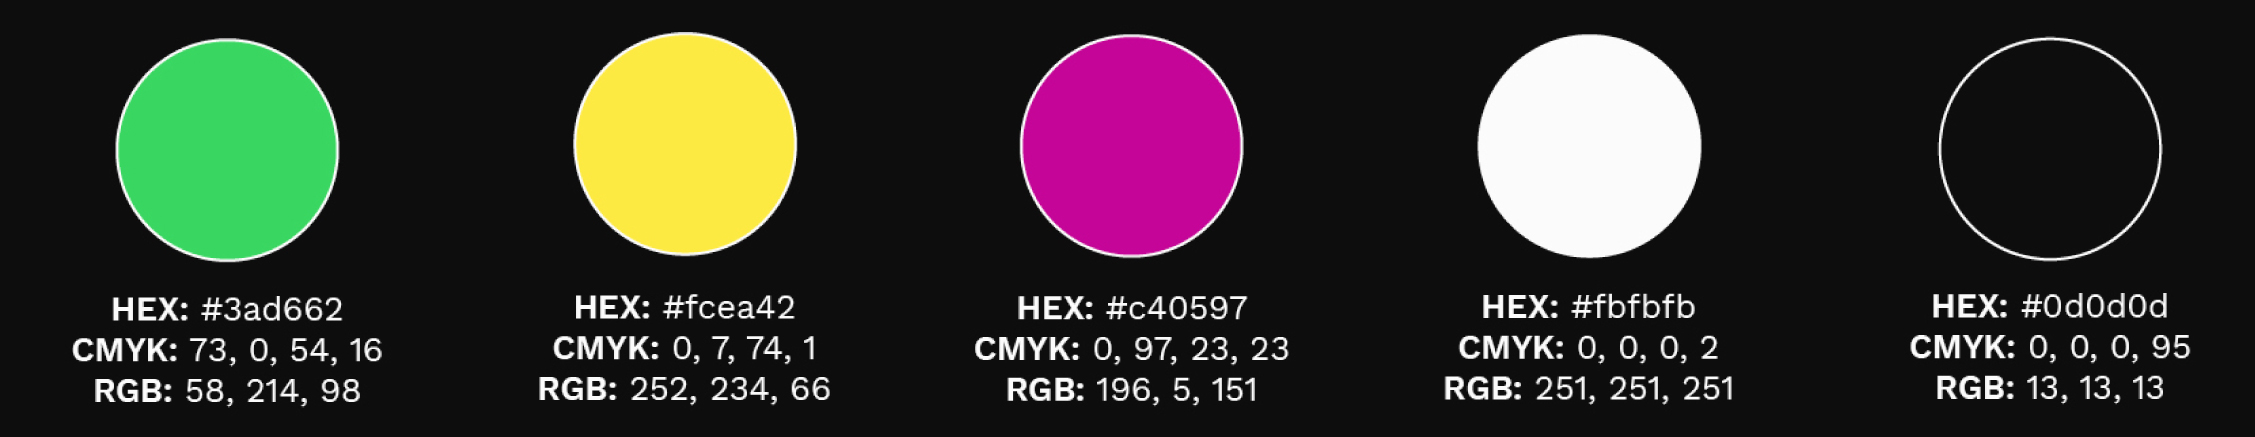 HEX: #3ad662
CMYK: 73, 0, 54, 16
RGB: 58, 214, 98
HEX: #fcea42
CMYK: 0, 7, 74, 1
RGB: 252, 234, 66
HEX: #c40597
CMYK: 0, 97, 23, 23
RGB: 196, 5, 151
HEX: #fbfbfb
CMYK: 0, 0, 0, 2
RGB: 251, 251, 251
HEX: #0d0d0d
CMYK: 0, 0, 0, 95
RGB: 13, 13, 13